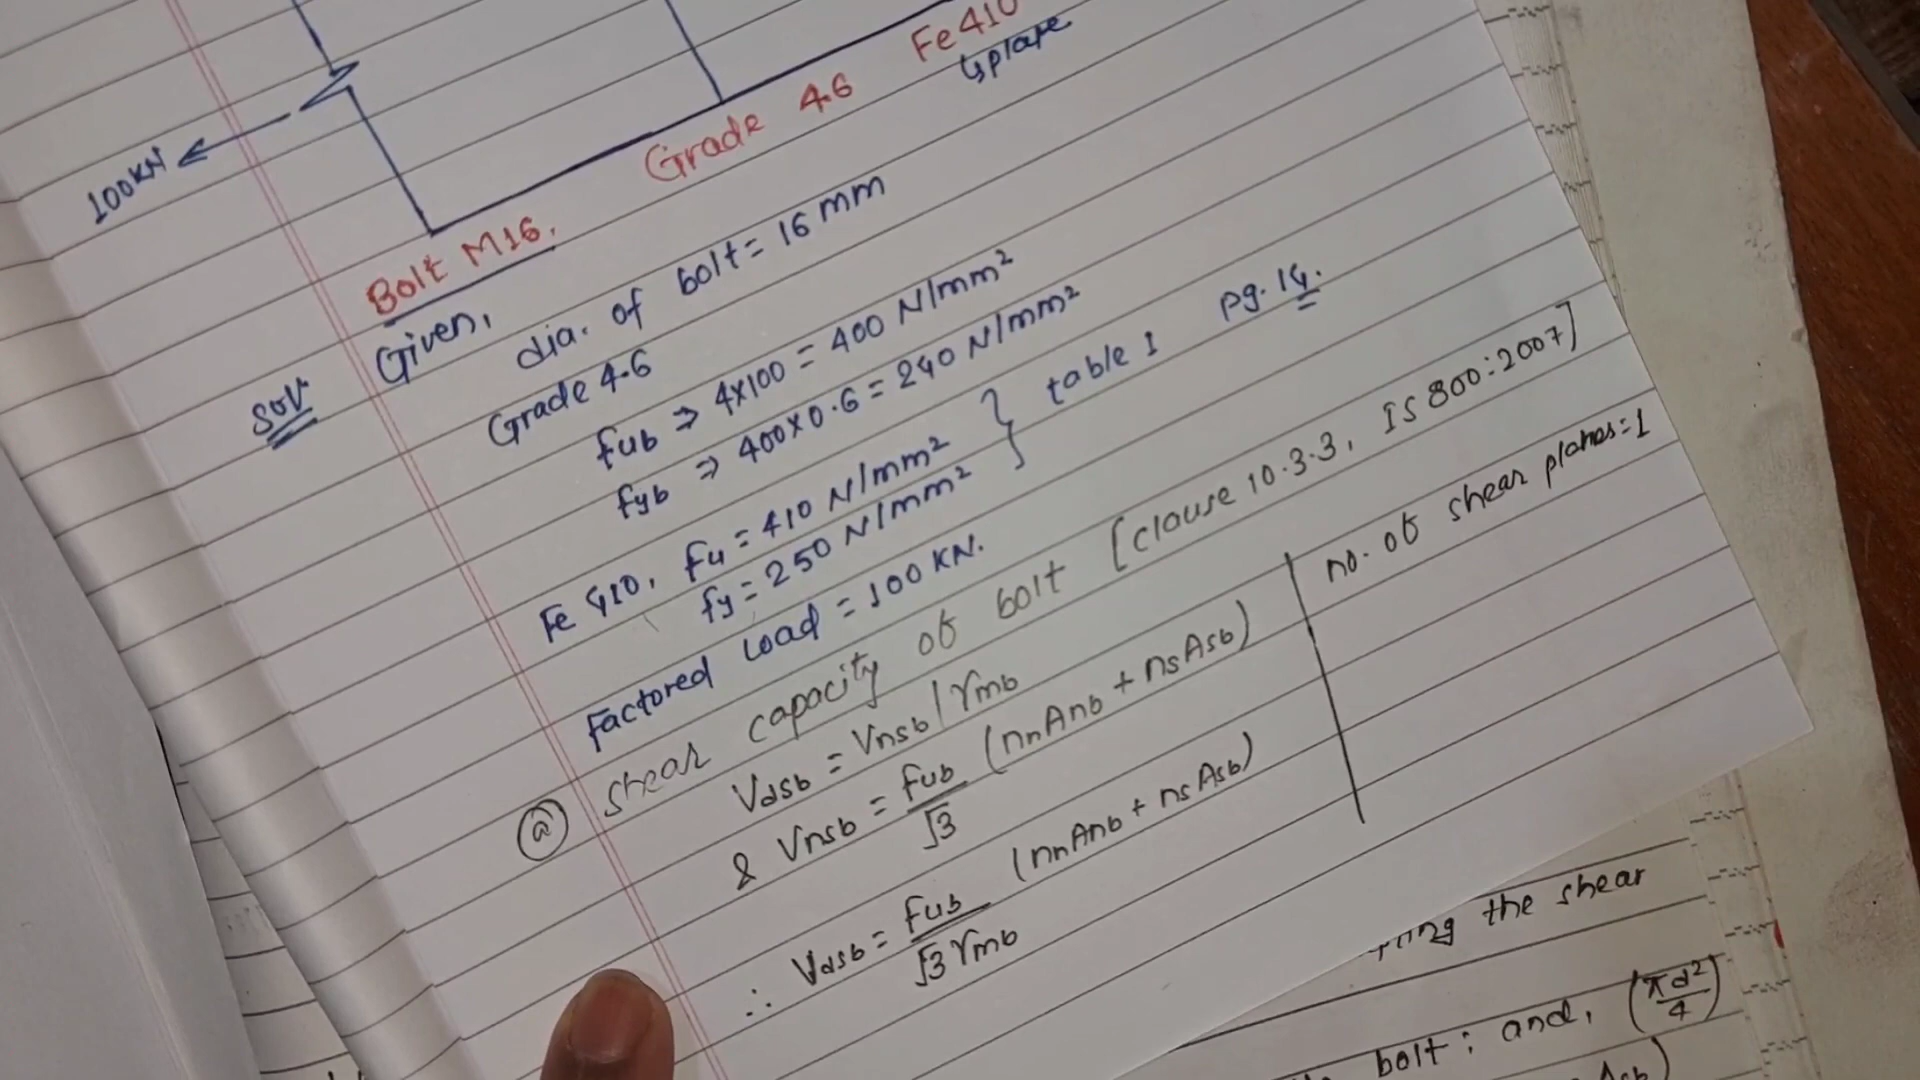 100KN
Grade 4.6
Fe410
↳plate
Bolt M16.
Solⁿ
Given,
dia. of bolt = 16 mm
Grade 4.6
fub ⇒ 4×100 = 400 N/mm²
fyb ⇒ 400×0.6 = 240 N/mm²
Fe 410, fu = 410 N/mm²
fy = 250 N/mm²
} table 1 pg. 14.
Factored Load = 100 KN.
(a) shear capacity of bolt [clause 10.3.3, IS 800:2007]
Vdsb = Vnsb/γmb
& Vnsb = fub/√3 (nnAnb + nsAsb)
∴ Vdsb = fub/√3 γmb (nnAnb + nsAsb)
no. of shear planes = 1
the shear
bolt; and, (πd²/4)